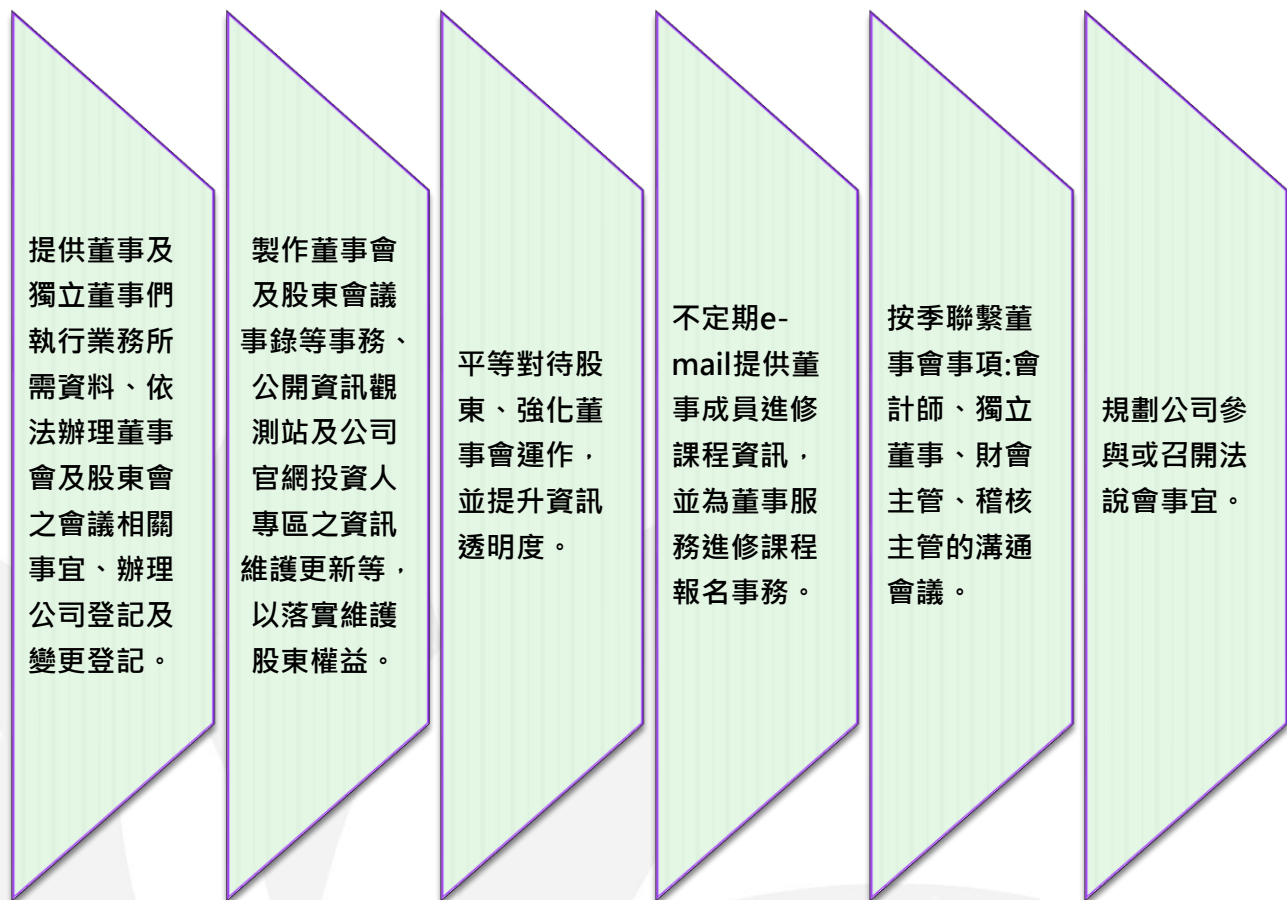 提供董事及
獨立董事們
執行業務所
需資料、依
法辦理董事
會及股東會
之會議相關
事宜、辦理
公司登記及
變更登記。
製作董事會
及股東會議
事錄等事務、
公開資訊觀
測站及公司
官網投資人
專區之資訊
維護更新等，
以落實維護
股東權益。
平等對待股
東、強化董
事會運作，
並提升資訊
透明度。
不定期e-
mail提供董
事成員進修
課程資訊，
並為董事服
務進修課程
報名事務。
按季聯繫董
事會事項:會
計師、獨立
董事、財會
主管、稽核
主管的溝通
會議。
規劃公司參
與或召開法
說會事宜。